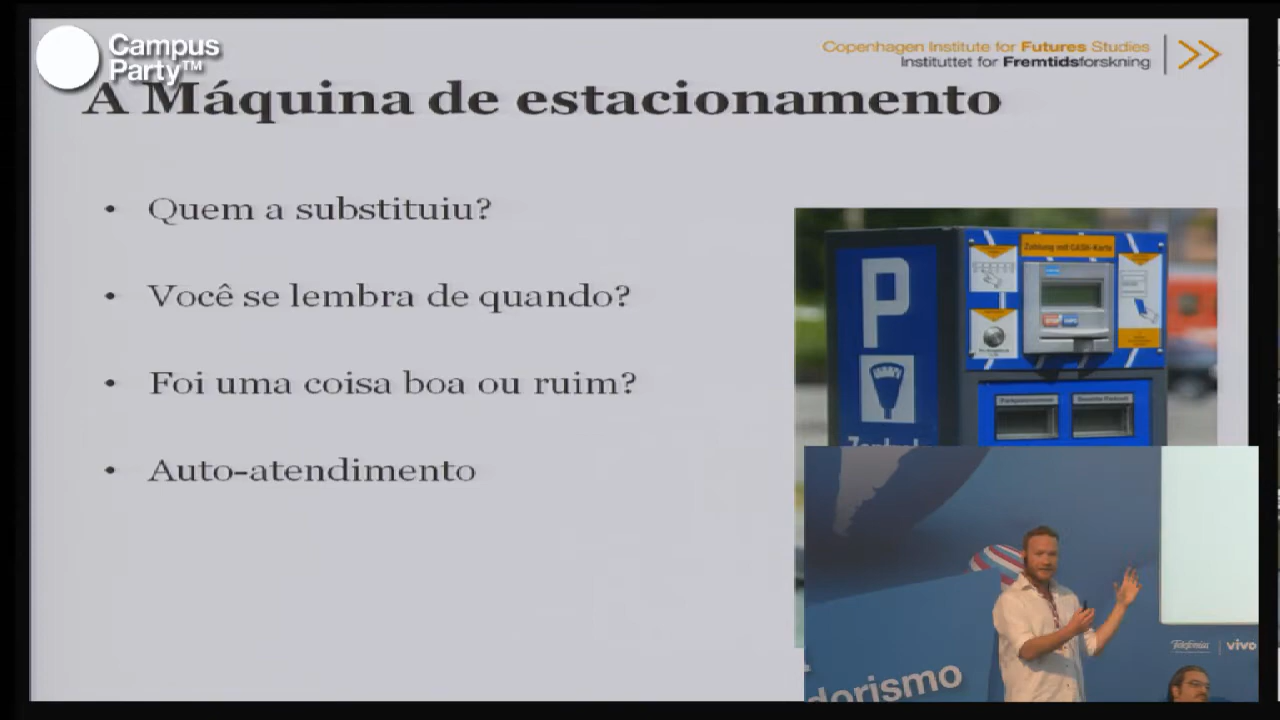 Campus
Party™
Copenhagen Institute for Futures Studies
Instituttet for Fremtidsforskning
A Máquina de estacionamento
• Quem a substituiu?
• Você se lembra de quando?
• Foi uma coisa boa ou ruim?
• Auto-atendimento
P
Zahlung mit CASH-Karte
Telefónica
vivo
dorismo